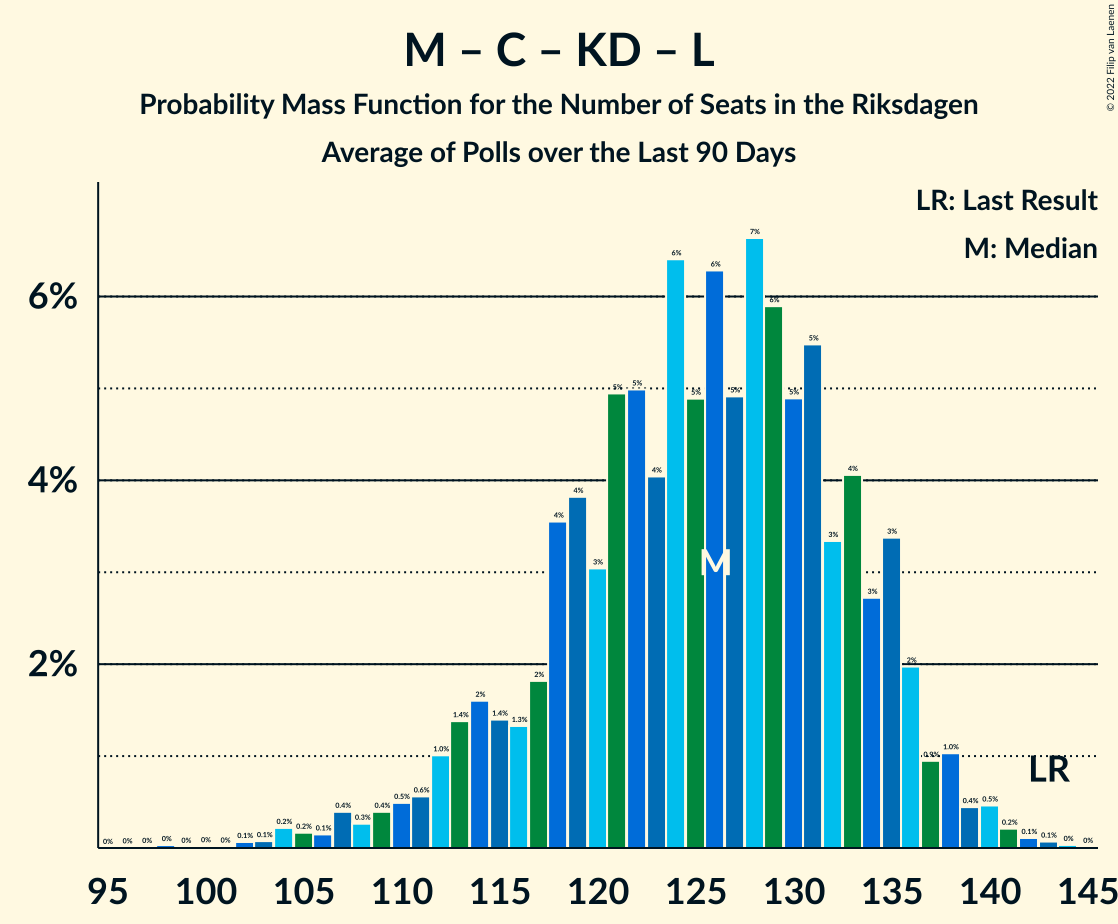 M – C – KD – L
Probability Mass Function for the Number of Seats in the Riksdagen
Average of Polls over the Last 90 Days
© 2022 Filip van Laenen
LR: Last Result
M: Median
6%
4%
2%
0% 0% 0% 0% 0% 0% 0% 0.1% 0.1% 0.2% 0.2% 0.1% 0.4% 0.3% 0.4% 0.5% 0.6% 1.0% 1.4% 2% 1.4% 1.3% 2% 4% 4% 3% 5% 5% 4% 6% 5% 6% 5% 7% 6% 5% 5% 3% 4% 3% 3% 2% 0.9% 1.0% 0.4% 0.5% 0.2% 0.1% 0.1% 0% 0%
M
LR
95 100 105 110 115 120 125 130 135 140 145